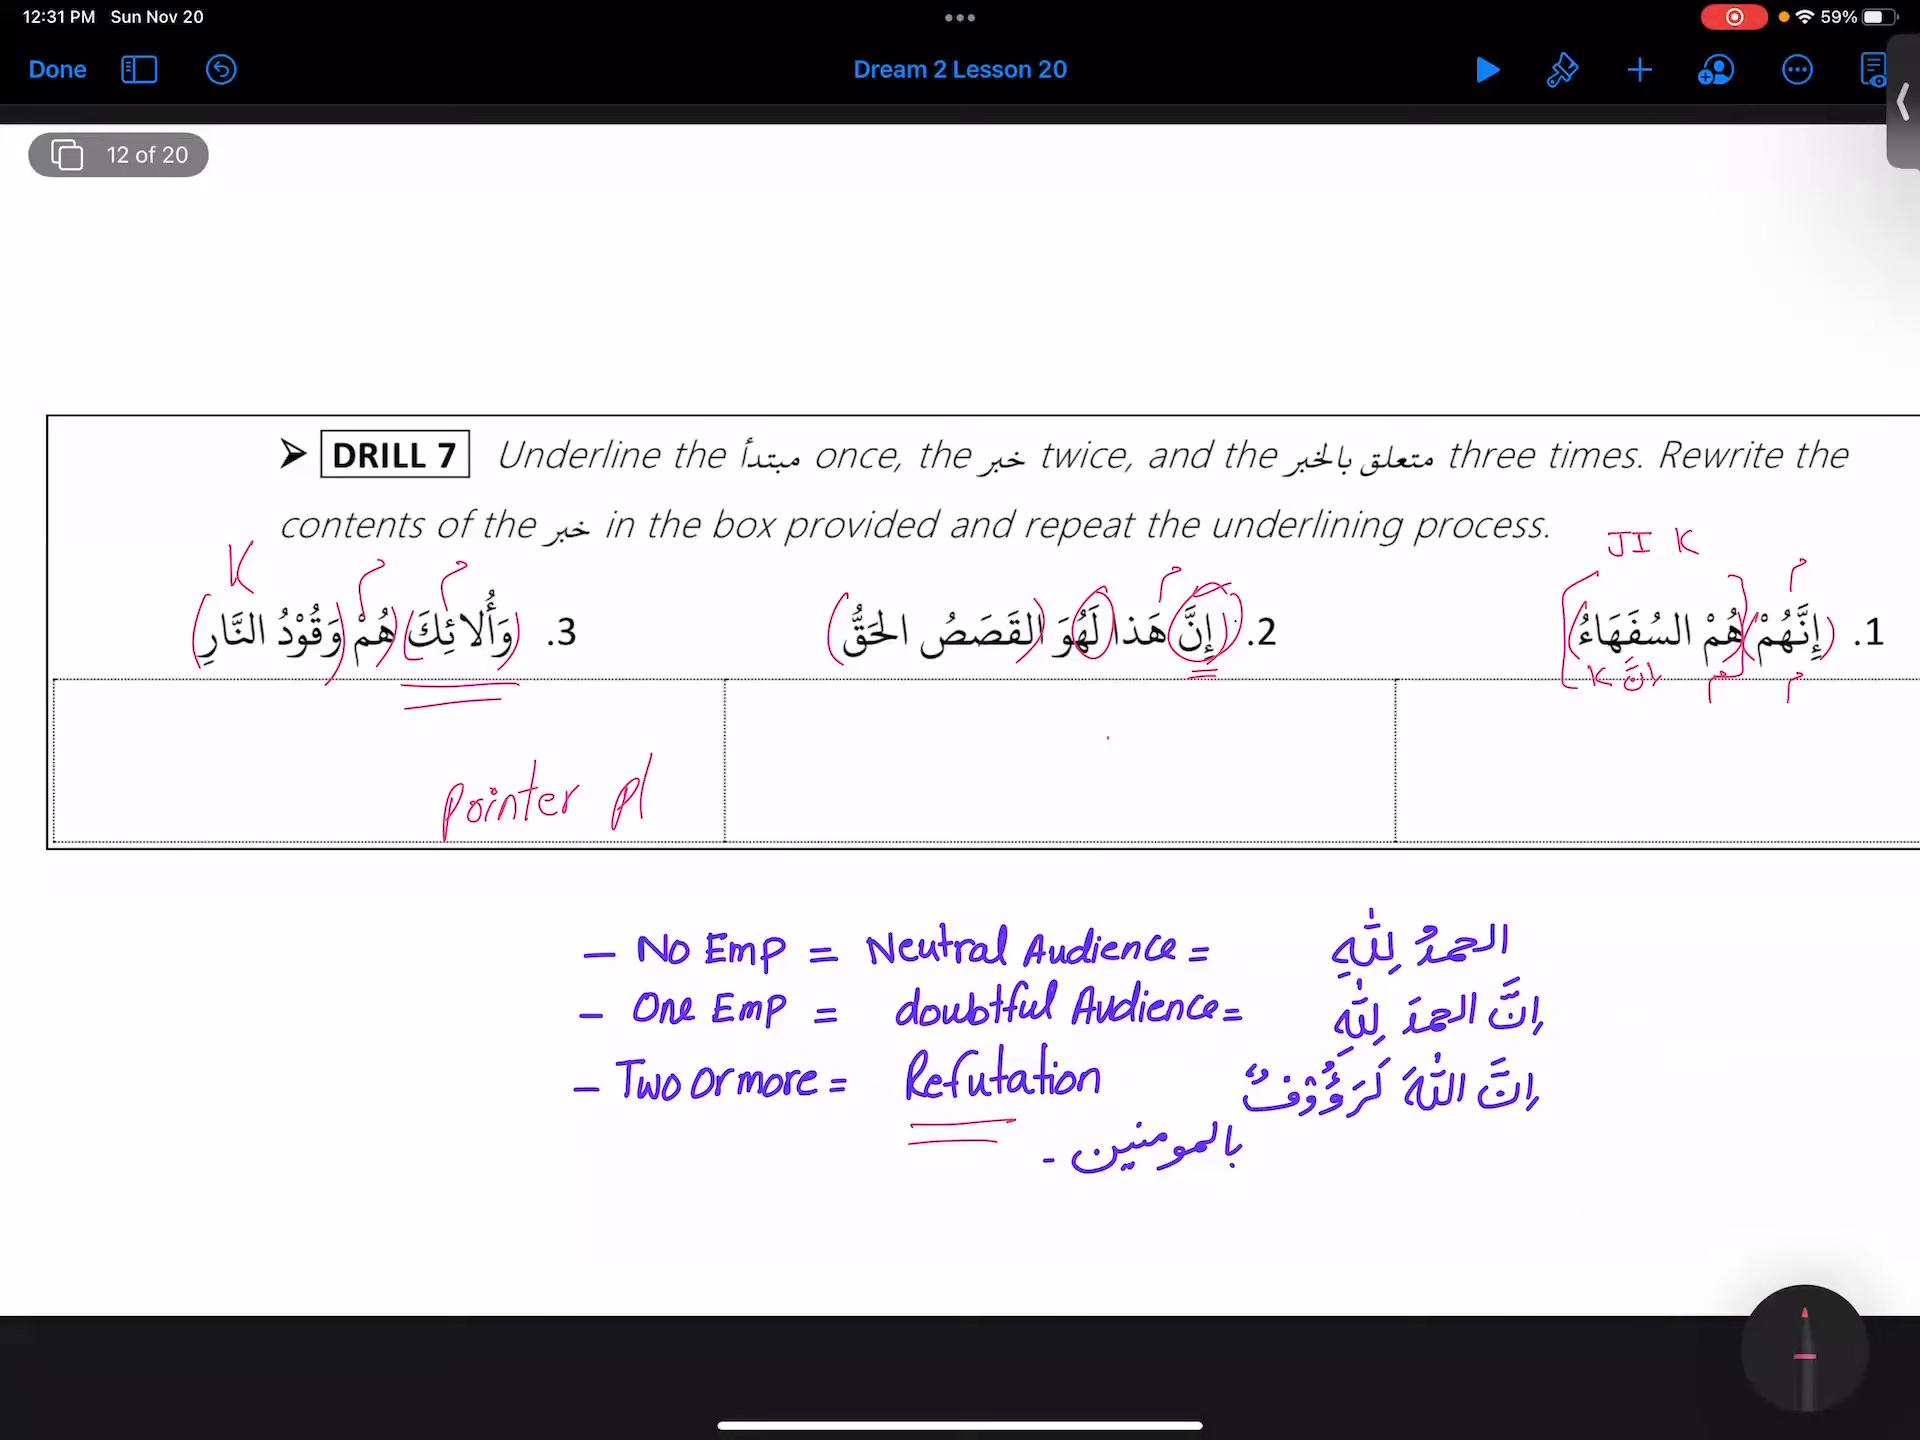 12:31 PM Sun Nov 20
59%
Done
Dream 2 Lesson 20
12 of 20
➤ DRILL 7 Underline the مبتدأ once, the خبر twice, and the متعلق بالخبر three times. Rewrite the
contents of the خبر in the box provided and repeat the underlining process.
JI K
م
م
م
م
K
1. إِنَّهُمْ هُمْ السُفَهَاءُ
2. إِنَّ هَذا لَهُوَ القَصَصُ الحَقُّ
3. وَأُلائِكَ هُمْ وَقُوْدُ النَّارِ
K إنَّ م م
pointer pl
– No Emp = Neutral Audience = الحمدُ لِلّٰهِ
– One Emp = doubtful Audience = اِنَّ الحمدَ لِلّٰهِ
– Two Or more = Refutation اِنَّ اللّٰهَ لَرَؤُوْفٌ
بالمومنين -